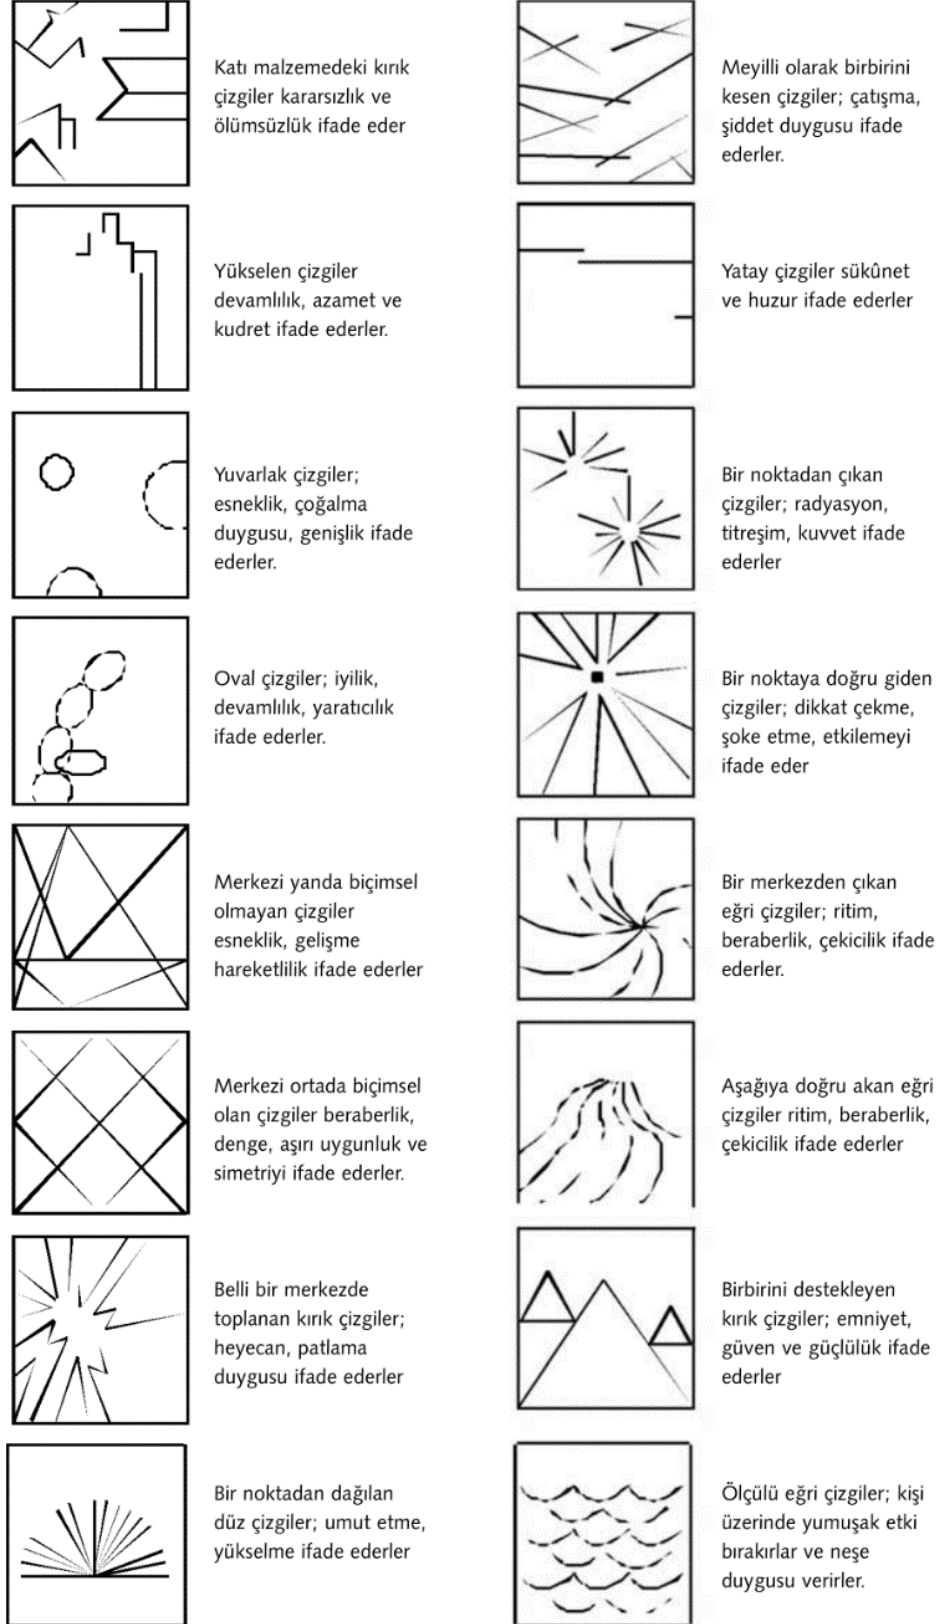 Katı malzemedeki kırık
çizgiler kararsızlık ve
ölümsüzlük ifade eder
Meyilli olarak birbirini
kesen çizgiler; çatışma,
şiddet duygusu ifade
ederler.
Yükselen çizgiler
devamlılık, azamet ve
kudret ifade ederler.
Yatay çizgiler sükûnet
ve huzur ifade ederler
Yuvarlak çizgiler;
esneklik, çoğalma
duygusu, genişlik ifade
ederler.
Bir noktadan çıkan
çizgiler; radyasyon,
titreşim, kuvvet ifade
ederler
Oval çizgiler; iyilik,
devamlılık, yaratıcılık
ifade ederler.
Bir noktaya doğru giden
çizgiler; dikkat çekme,
şoke etme, etkilemeyi
ifade eder
Merkezi yanda biçimsel
olmayan çizgiler
esneklik, gelişme
hareketlilik ifade ederler
Bir merkezden çıkan
eğri çizgiler; ritim,
beraberlik, çekicilik ifade
ederler.
Merkezi ortada biçimsel
olan çizgiler beraberlik,
denge, aşırı uygunluk ve
simetriyi ifade ederler.
Aşağıya doğru akan eğri
çizgiler ritim, beraberlik,
çekicilik ifade ederler
Belli bir merkezde
toplanan kırık çizgiler;
heyecan, patlama
duygusu ifade ederler
Birbirini destekleyen
kırık çizgiler; emniyet,
güven ve güçlülük ifade
ederler
Bir noktadan dağılan
düz çizgiler; umut etme,
yükselme ifade ederler
Ölçülü eğri çizgiler; kişi
üzerinde yumuşak etki
bırakırlar ve neşe
duygusu verirler.